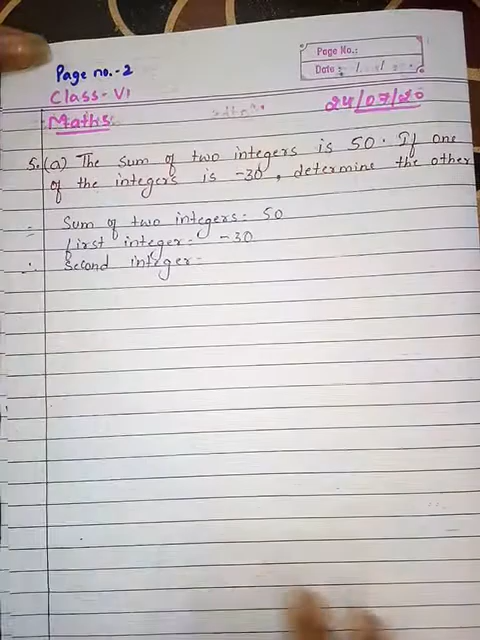 Page No.:
Date : / /
Page no.-2
Class-VI
24/07/20
Maths
5.(a) The sum of two integers is 50. If one
of the integers is -30, determine the other
= Sum of two integers= 50
first integer= -30
∴ Second intrger=